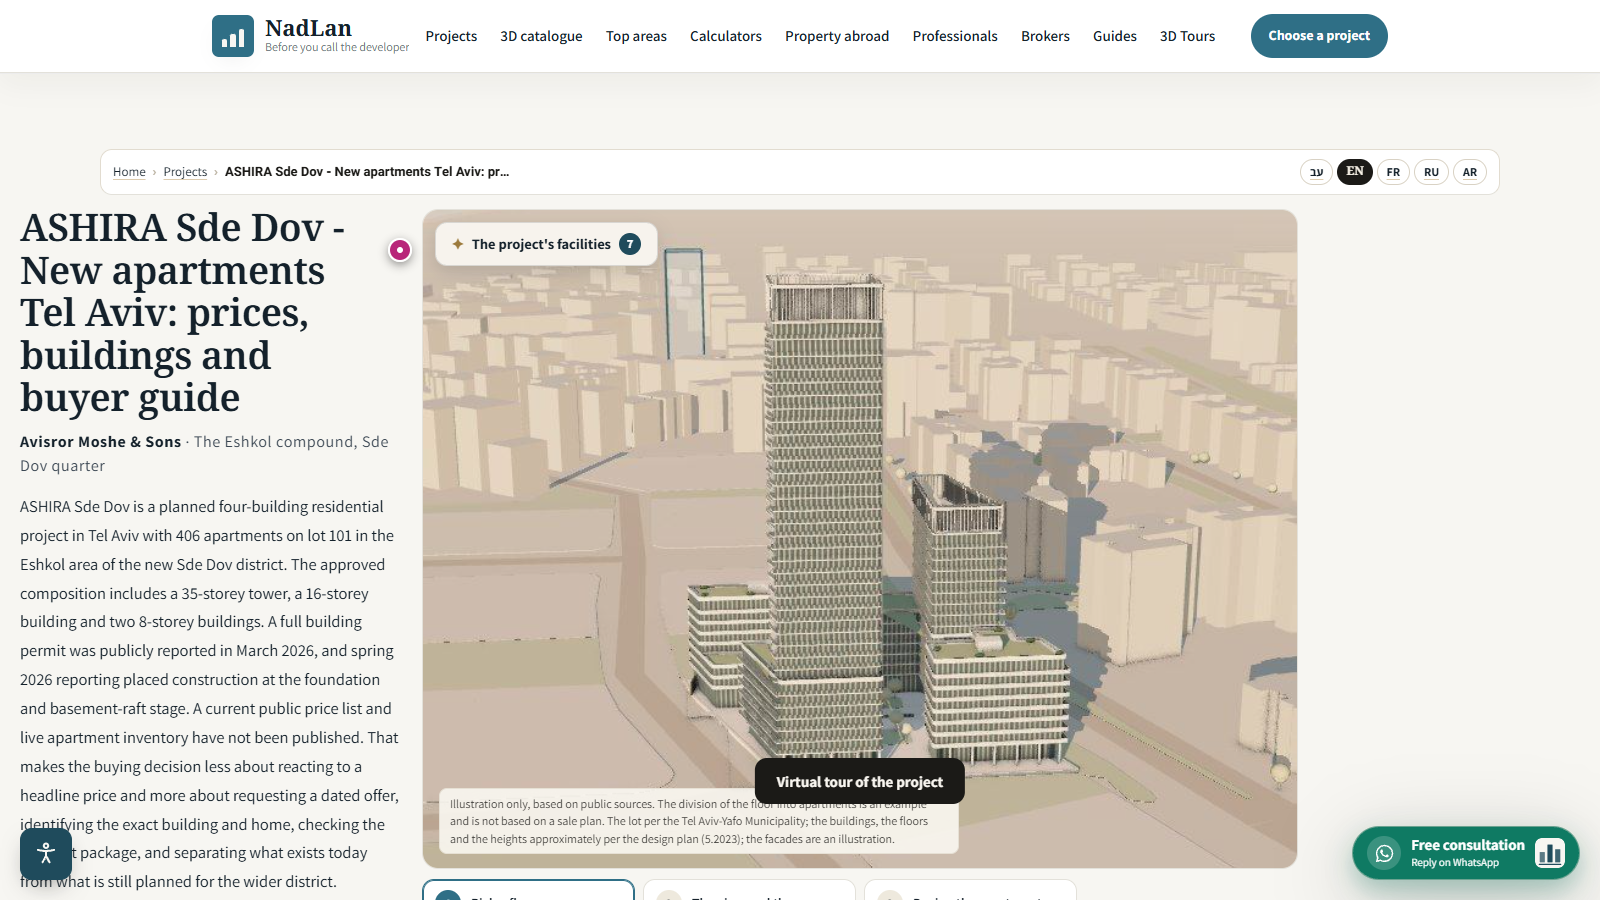 NadLan
Before you call the developer
Projects
3D catalogue
Top areas
Calculators
Property abroad
Professionals
Brokers
Guides
3D Tours
Choose a project
Home › Projects › ASHIRA Sde Dov - New apartments Tel Aviv: pr...
עב
EN
FR
RU
AR
ASHIRA Sde Dov -
New apartments
Tel Aviv: prices,
buildings and
buyer guide
Avisror Moshe & Sons · The Eshkol compound, Sde
Dov quarter
ASHIRA Sde Dov is a planned four-building residential
project in Tel Aviv with 406 apartments on lot 101 in the
Eshkol area of the new Sde Dov district. The approved
composition includes a 35-storey tower, a 16-storey
building and two 8-storey buildings. A full building
permit was publicly reported in March 2026, and spring
2026 reporting placed construction at the foundation
and basement-raft stage. A current public price list and
live apartment inventory have not been published. That
makes the buying decision less about reacting to a
headline price and more about requesting a dated offer,
identifying the exact building and home, checking the
package, and separating what exists today
from what is still planned for the wider district.
The project's facilities 7
Virtual tour of the project
Illustration only, based on public sources. The division of the floor into apartments is an example
and is not based on a sale plan. The lot per the Tel Aviv-Yafo Municipality; the buildings, the floors
and the heights approximately per the design plan (5.2023); the facades are an illustration.
Free consultation
Reply on WhatsApp